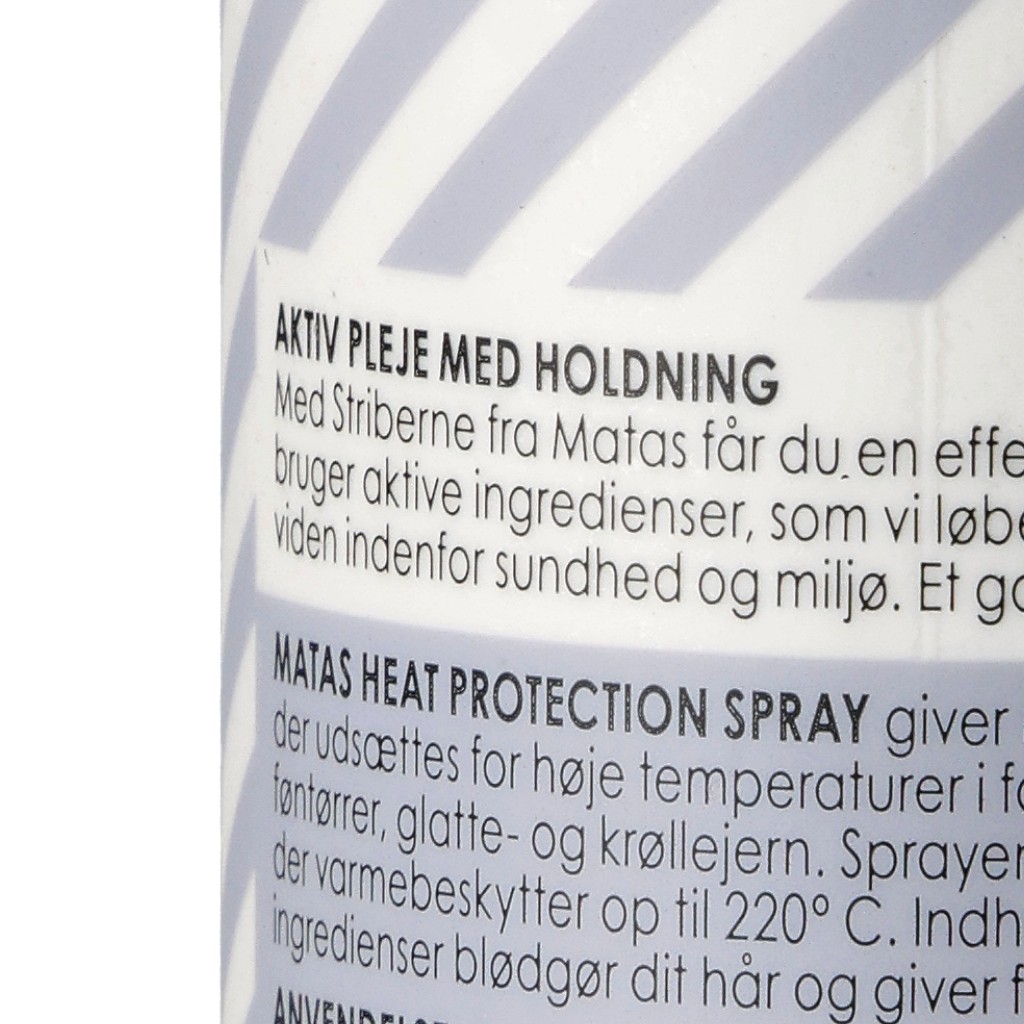 AKTIV PLEJE MED HOLDNING
Med Striberne fra Matas får du en effe
bruger aktive ingredienser, som vi løbe
viden indenfor sundhed og miljø. Et go
MATAS HEAT PROTECTION SPRAY giver
der udsættes for høje temperaturer i fo
føntørrer, glatte- og krøllejern. Sprayen
der varmebeskytter op til 220° C. Indh
ingredienser blødgør dit hår og giver f